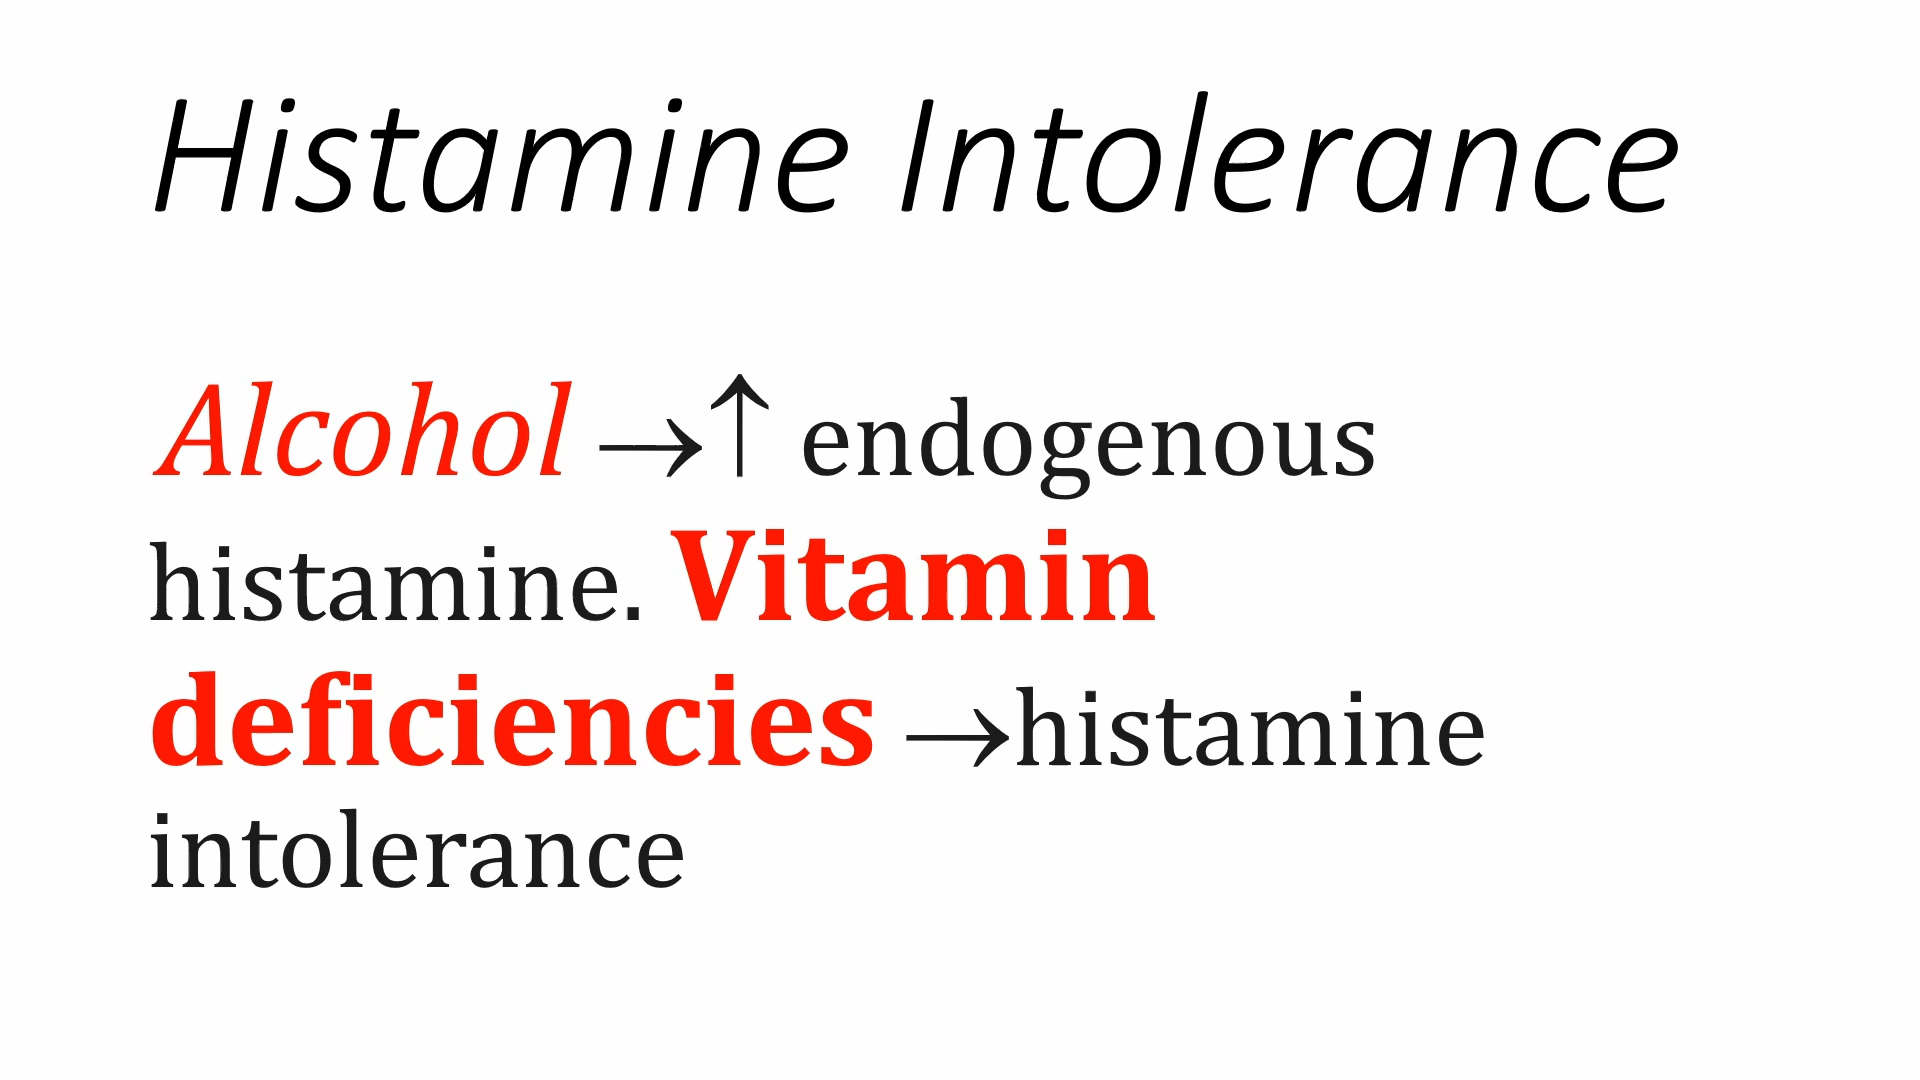 Histamine Intolerance
Alcohol →↑ endogenous
histamine. Vitamin
deficiencies →histamine
intolerance